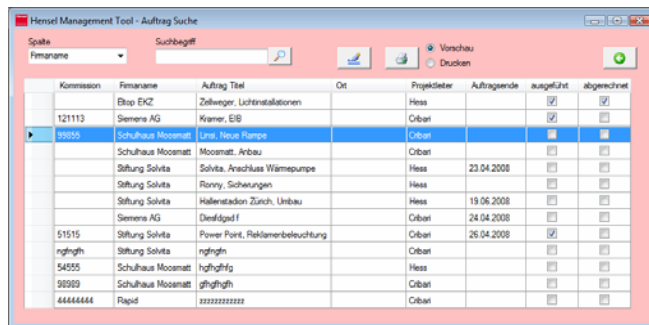 Hensel Management Tool - Auftrag Suche
Spalte Suchbegriff
Firmaname
Vorschau
Drucken
Kommission Firmaname Auftrag Titel Ort Projektleiter Auftragsende ausgeführt abgerechnet
Eltop EKZ Zellweger, Lichtinstallationen Hess
121113 Siemens AG Kramer, EIB Cribari
99855 Schulhaus Moosmatt Linsi, Neue Rampe Cribari
Schulhaus Moosmatt Moosmatt, Anbau Cribari
Stiftung Solvita Solvita, Anschluss Wärmepumpe Hess 23.04.2008
Stiftung Solvita Ronny, Sicherungen Hess
Stiftung Solvita Hallenstadion Zürich, Umbau Hess 19.06.2008
Siemens AG Cribari 24.04.2008
51515 Stiftung Solvita Power Point, Reklamenbeleuchtung Cribari 26.04.2008
ngfngfh Stiftung Solvita ngfngfn Cribari
54555 Schulhaus Moosmatt hgfhgfhfg Hess
98989 Schulhaus Moosmatt gfhgfhgfh Cribari
44444444 Rapid zzzzzzzzzzzz Cribari